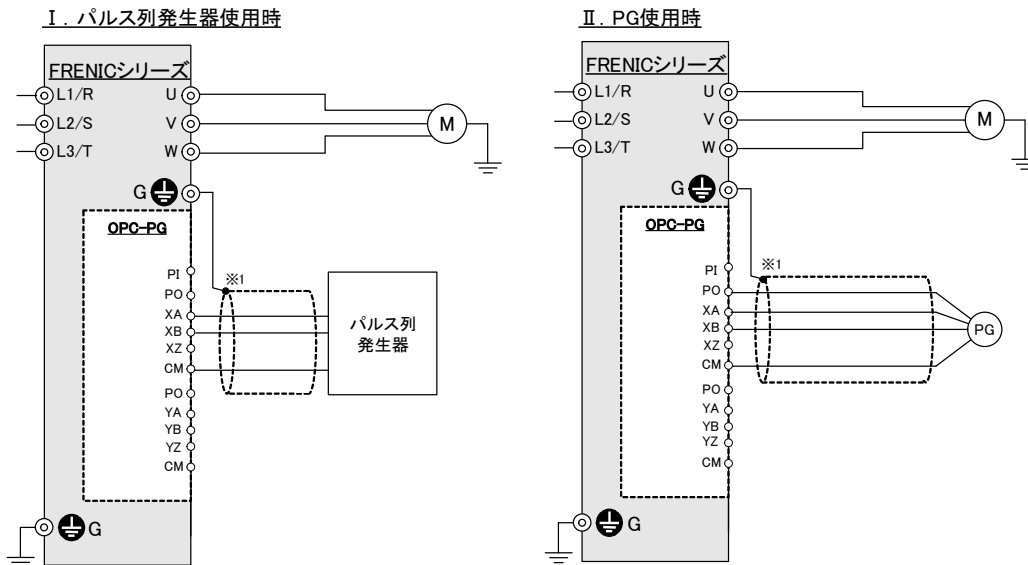 Ⅰ. パルス列発生器使用時
FRENICシリーズ
L1/R
U
L2/S
V
L3/T
W
M
G
OPC-PG
PI
※1
PO
XA
XB
XZ
CM
パルス列
発生器
PO
YA
YB
YZ
CM
G
Ⅱ. PG使用時
FRENICシリーズ
L1/R
U
L2/S
V
L3/T
W
M
G
OPC-PG
PI
※1
PO
XA
XB
XZ
CM
PG
PO
YA
YB
YZ
CM
G